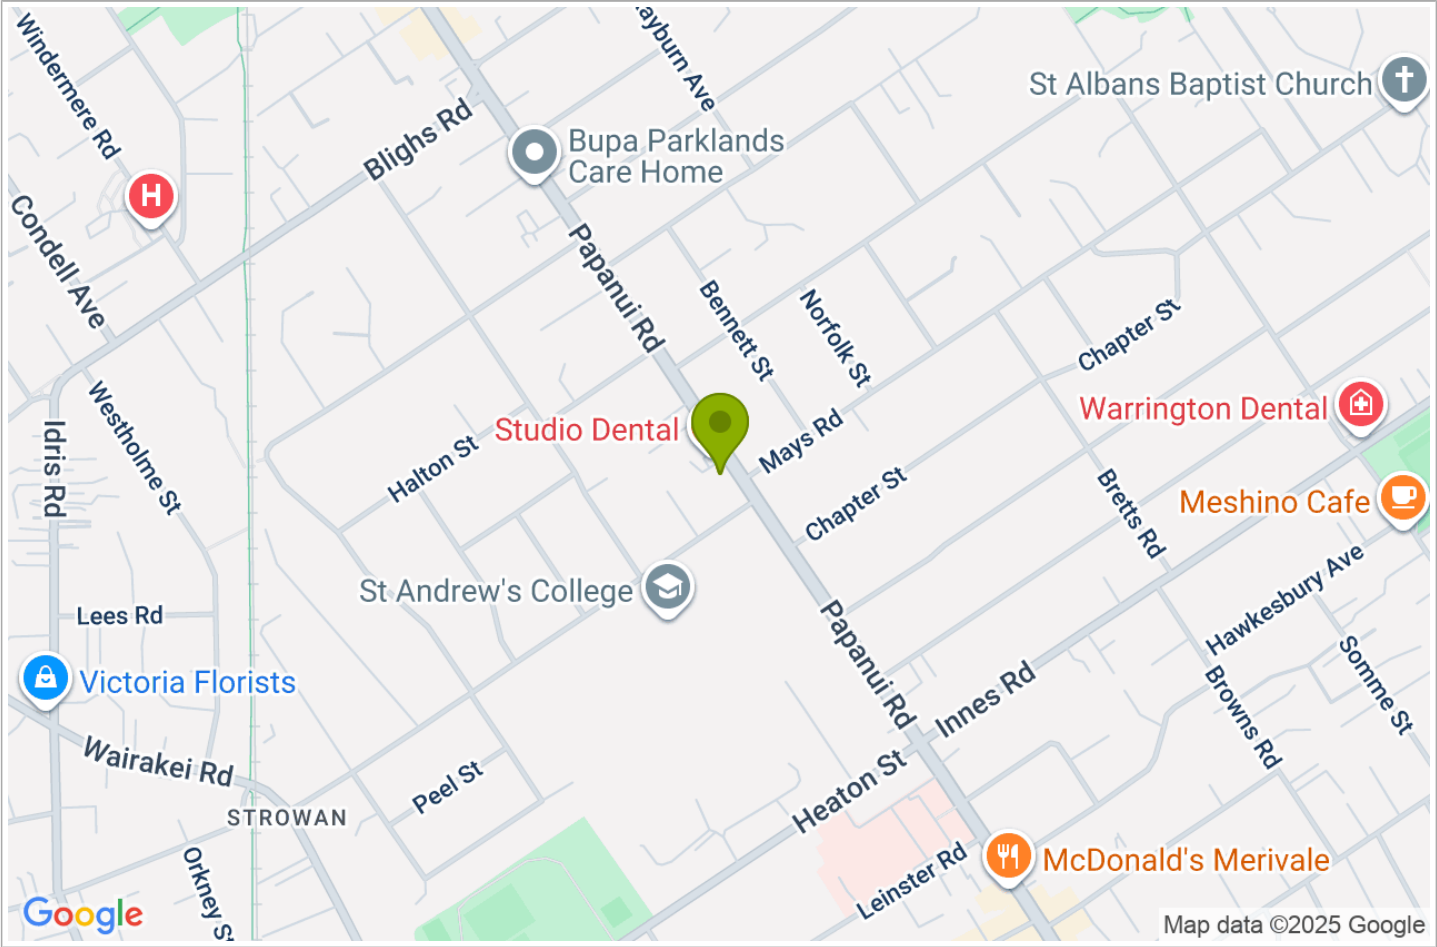 Windermere Rd
ayburn Ave
St Albans Baptist Church
Blighs Rd
Bupa Parklands
Care Home
H
Condell Ave
Papanui Rd
Bennett St
Norfolk St
Chapter St
Westholme St
Idris Rd
Warrington Dental
Studio Dental
Mays Rd
Halton St
Chapter St
Bretts Rd
Meshino Cafe
St Andrew's College
Hawkesbury Ave
Lees Rd
Papanui Rd
Somme St
Victoria Florists
Innes Rd
Browns Rd
Wairakei Rd
Peel St
Heaton St
STROWAN
McDonald's Merivale
Leinster Rd
Orkney St
Google
Map data ©2025 Google